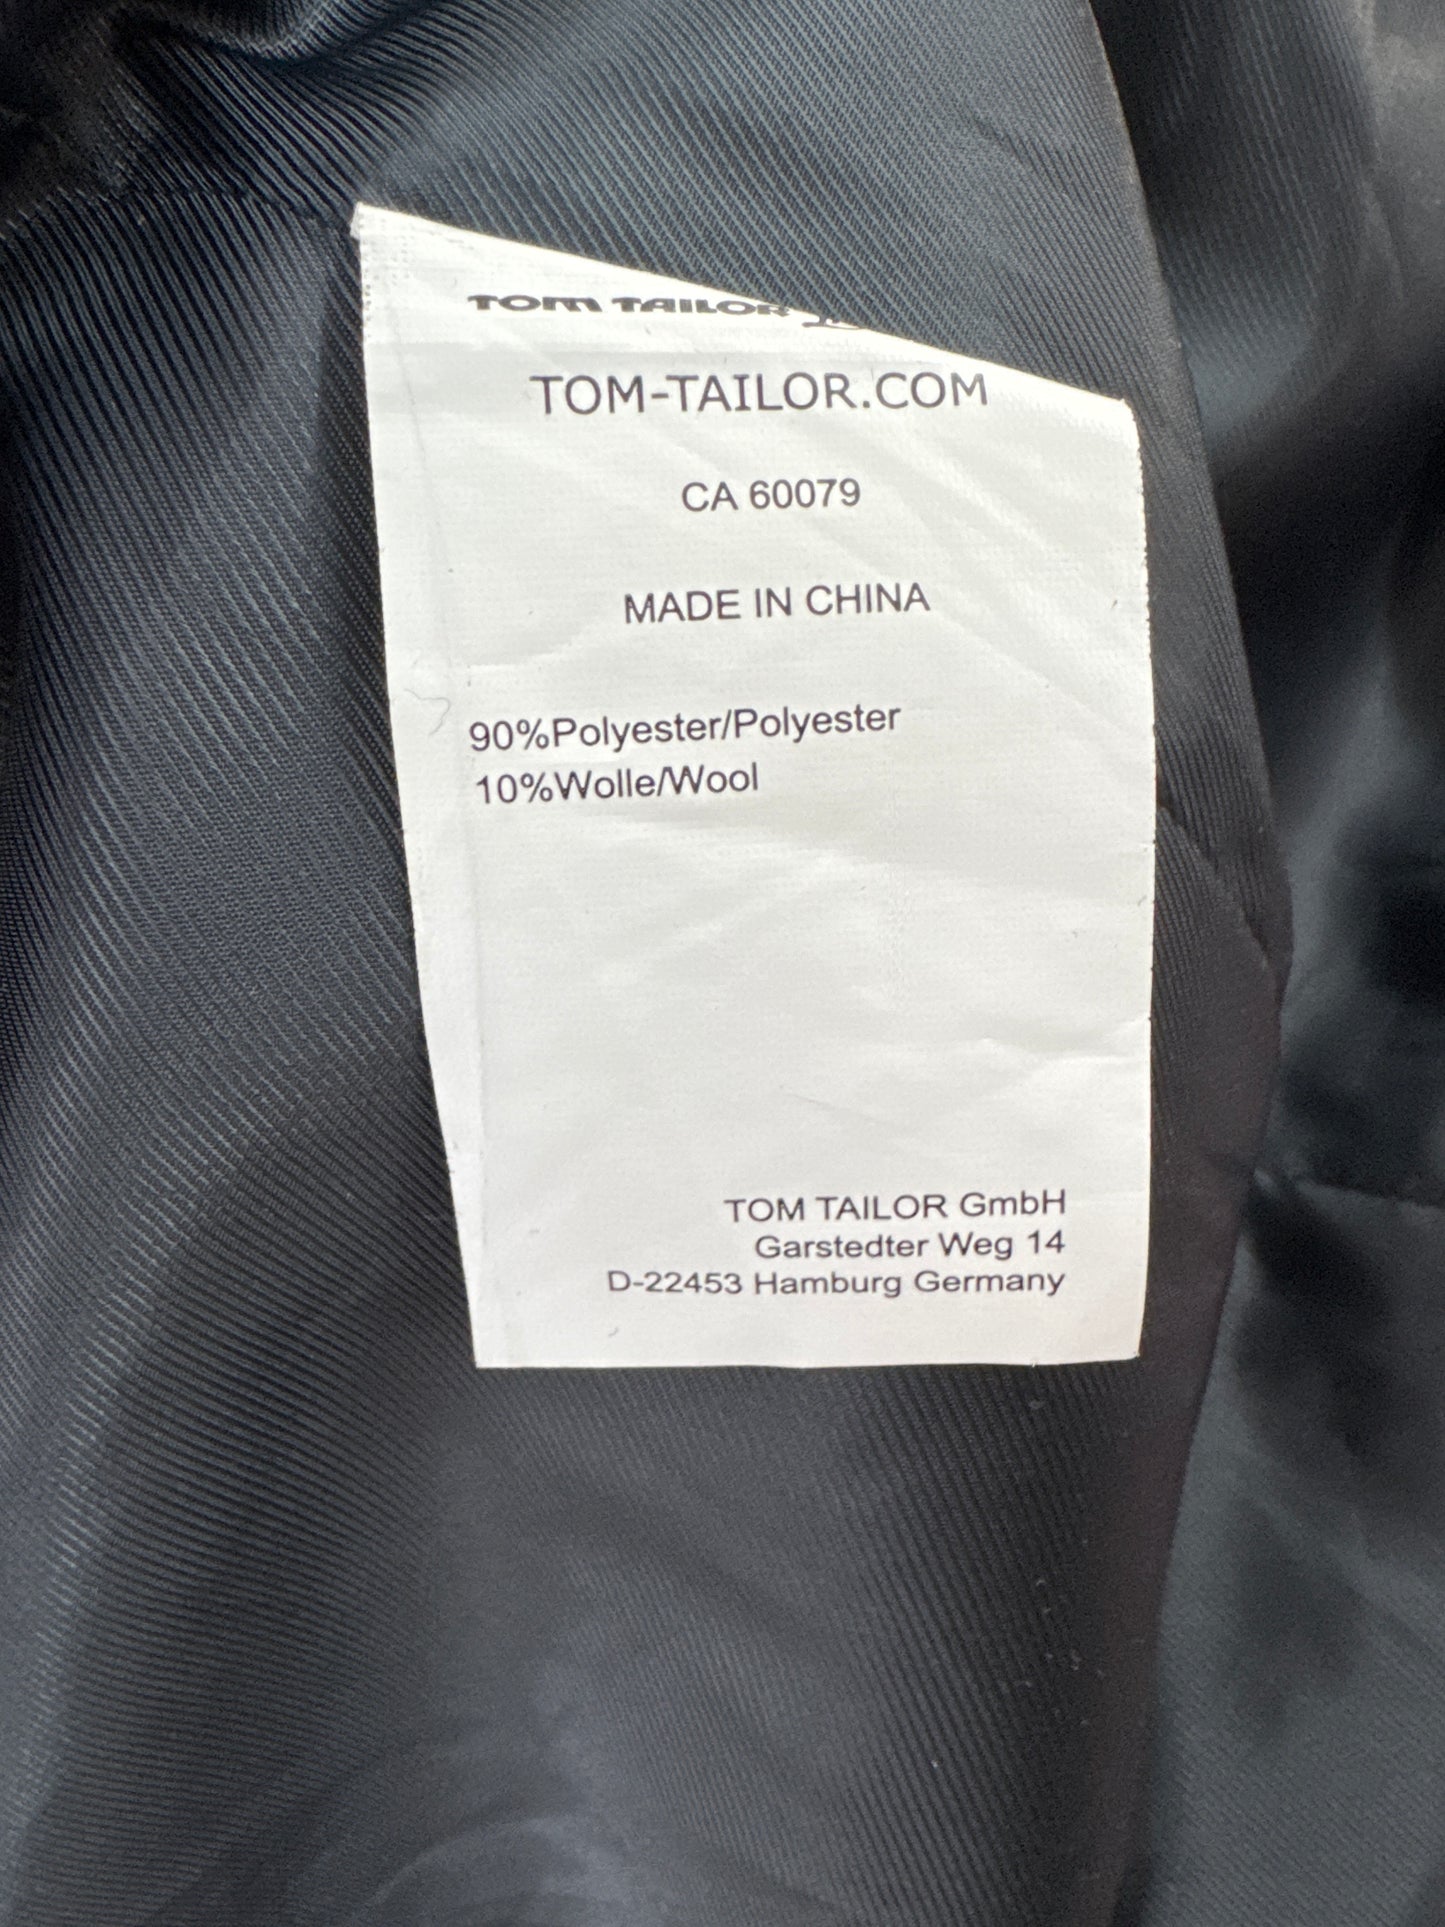 TOM TAILOR
TOM-TAILOR.COM
CA 60079
MADE IN CHINA
90%Polyester/Polyester
10%Wolle/Wool
TOM TAILOR GmbH
Garstedter Weg 14
D-22453 Hamburg Germany